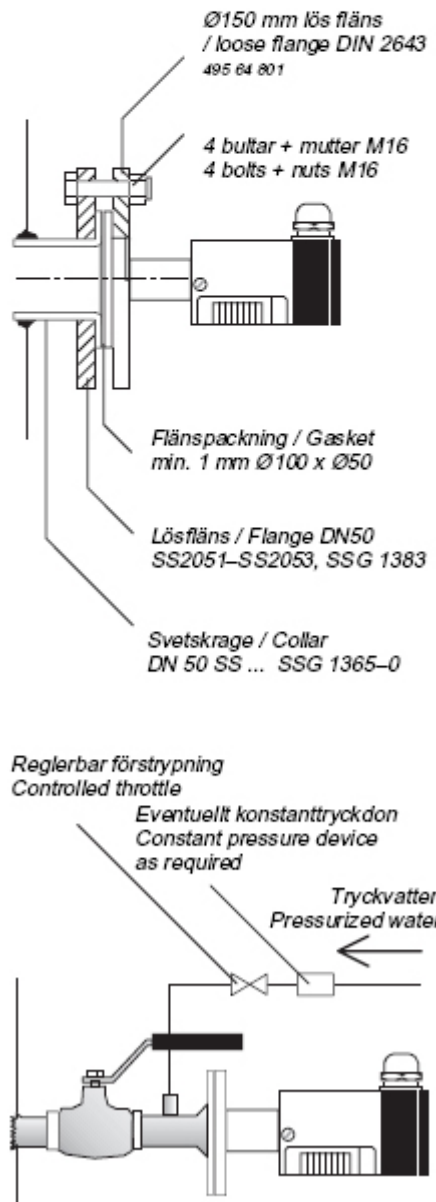 Ø150 mm lös fläns
/ loose flange DIN 2643
495 64 801
4 bultar + mutter M16
4 bolts + nuts M16
Flänspackning / Gasket
min. 1 mm Ø100 x Ø50
Lösfläns / Flange DN50
SS2051–SS2053, SSG 1383
Svetskrage / Collar
DN 50 SS ... SSG 1365–0
Reglerbar förstrypning
Controlled throttle
Eventuellt konstanttryckdon
Constant pressure device
as required
Tryckvatten
Pressurized water